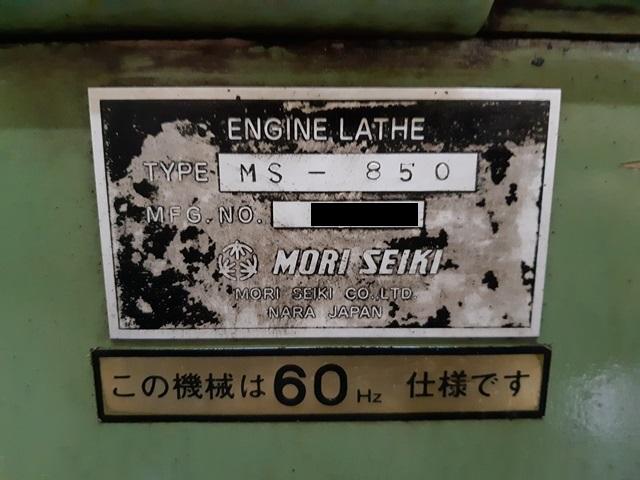 ENGINE LATHE
TYPE MS - 850
MFG. NO.
MORI SEIKI
MORI SEIKI CO.,LTD.
NARA JAPAN
この機械は60Hz 仕様です